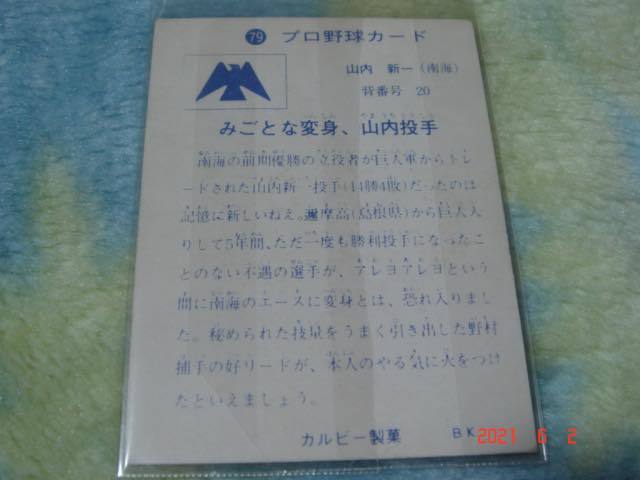 79 プロ野球カード
山内 新一(南海)
背番号 20
みごとな変身、山内投手
南海の前期優勝の立役者が巨人軍からトレ
ードされた山内新一投手(14勝4敗)だったのは
記憶に新しいねえ。邇摩高(島根県)から巨人入
りして5年間、ただ一度も勝利投手になったこ
とのない不遇の選手が、アレヨアレヨという
間に南海のエースに変身とは、恐れ入りまし
た。秘められた技量をうまく引き出した野村
捕手の好リードが、本人のやる気に火をつけ
たといえましょう。
カルビー製菓 BK
2021 6 2